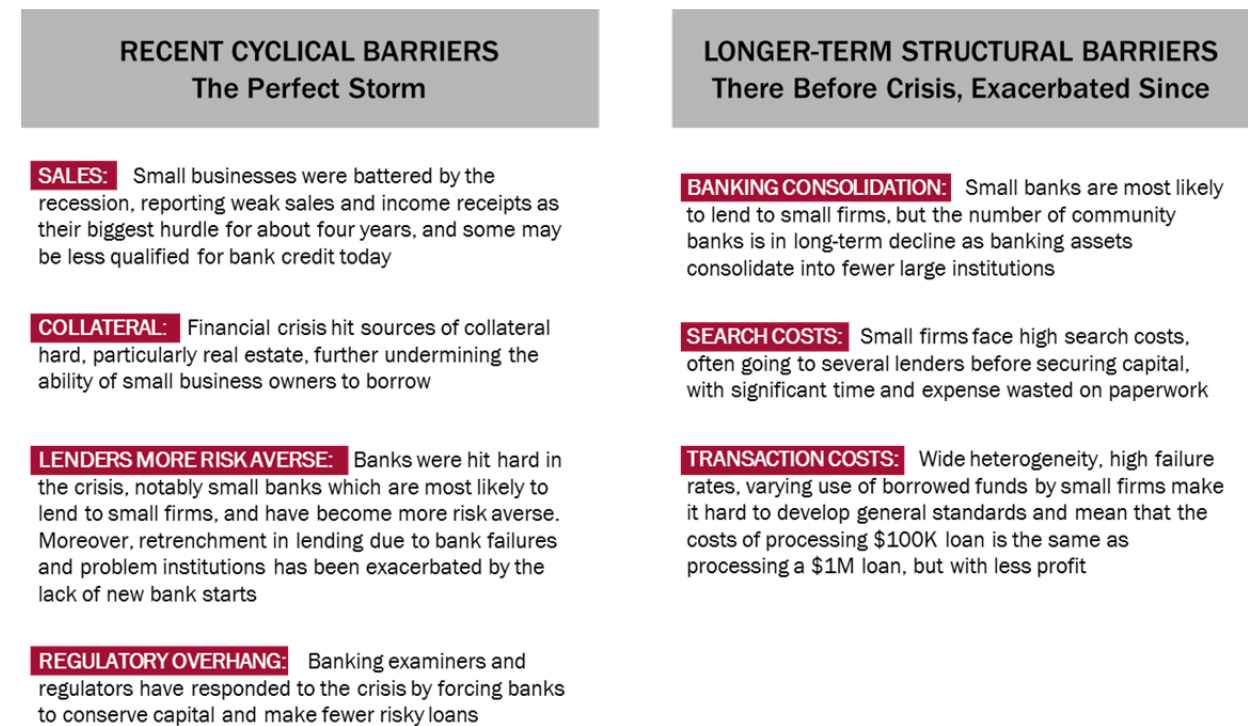 RECENT CYCLICAL BARRIERS
The Perfect Storm
SALES: Small businesses were battered by the
recession, reporting weak sales and income receipts as
their biggest hurdle for about four years, and some may
be less qualified for bank credit today
COLLATERAL: Financial crisis hit sources of collateral
hard, particularly real estate, further undermining the
ability of small business owners to borrow
LENDERS MORE RISK AVERSE: Banks were hit hard in
the crisis, notably small banks which are most likely to
lend to small firms, and have become more risk averse.
Moreover, retrenchment in lending due to bank failures
and problem institutions has been exacerbated by the
lack of new bank starts
REGULATORY OVERHANG: Banking examiners and
regulators have responded to the crisis by forcing banks
to conserve capital and make fewer risky loans
LONGER-TERM STRUCTURAL BARRIERS
There Before Crisis, Exacerbated Since
BANKING CONSOLIDATION: Small banks are most likely
to lend to small firms, but the number of community
banks is in long-term decline as banking assets
consolidate into fewer large institutions
SEARCH COSTS: Small firms face high search costs,
often going to several lenders before securing capital,
with significant time and expense wasted on paperwork
TRANSACTION COSTS: Wide heterogeneity, high failure
rates, varying use of borrowed funds by small firms make
it hard to develop general standards and mean that the
costs of processing $100K loan is the same as
processing a $1M loan, but with less profit